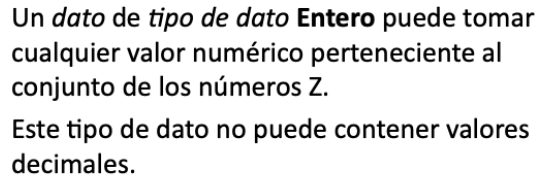 Un dato de tipo de dato Entero puede tomar
cualquier valor numérico perteneciente al
conjunto de los números Z.
Este tipo de dato no puede contener valores
decimales.